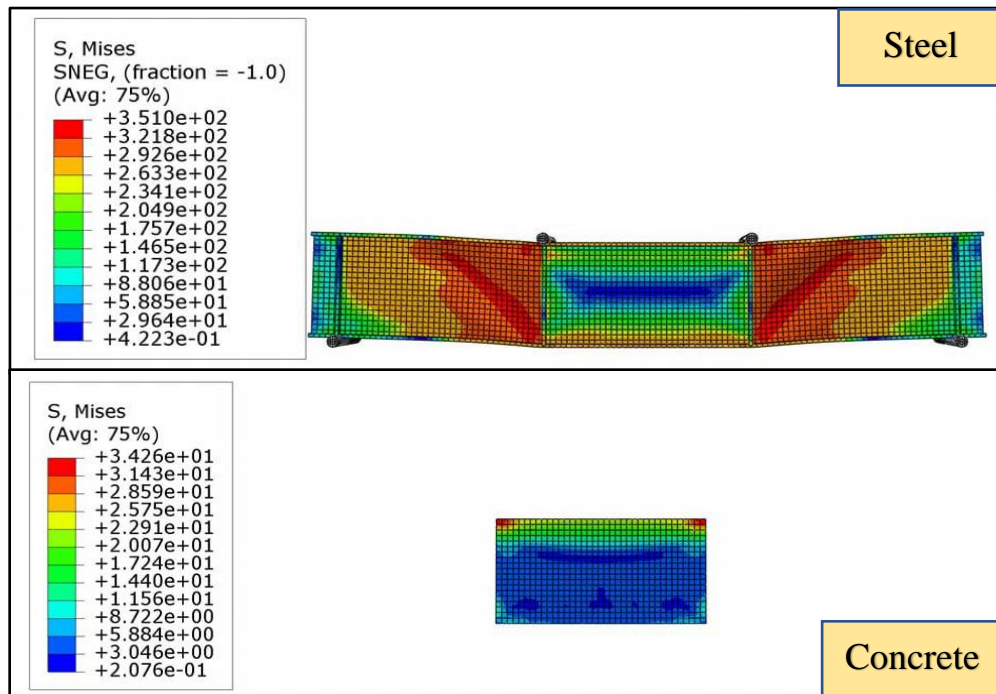 Steel
S, Mises
SNEG, (fraction = -1.0)
(Avg: 75%)
+3.510e+02
+3.218e+02
+2.926e+02
+2.633e+02
+2.341e+02
+2.049e+02
+1.757e+02
+1.465e+02
+1.173e+02
+8.806e+01
+5.885e+01
+2.964e+01
+4.223e-01
S, Mises
(Avg: 75%)
+3.426e+01
+3.143e+01
+2.859e+01
+2.575e+01
+2.291e+01
+2.007e+01
+1.724e+01
+1.440e+01
+1.156e+01
+8.722e+00
+5.884e+00
+3.046e+00
+2.076e-01
Concrete